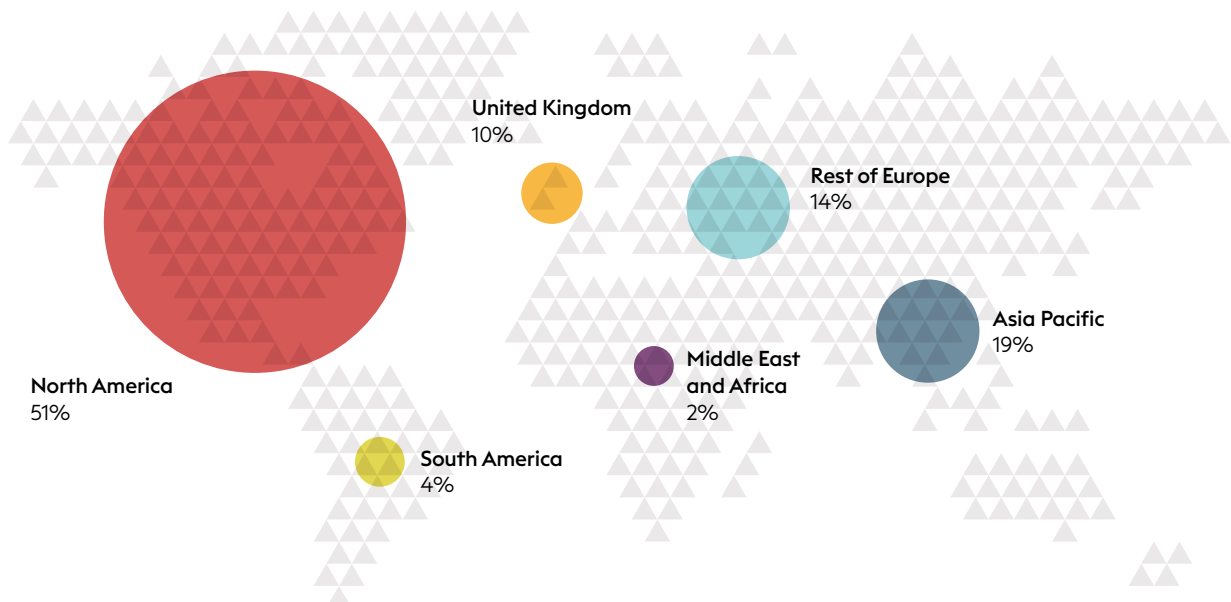 United Kingdom
10%
Rest of Europe
14%
Asia Pacific
19%
Middle East
and Africa
2%
North America
51%
South America
4%